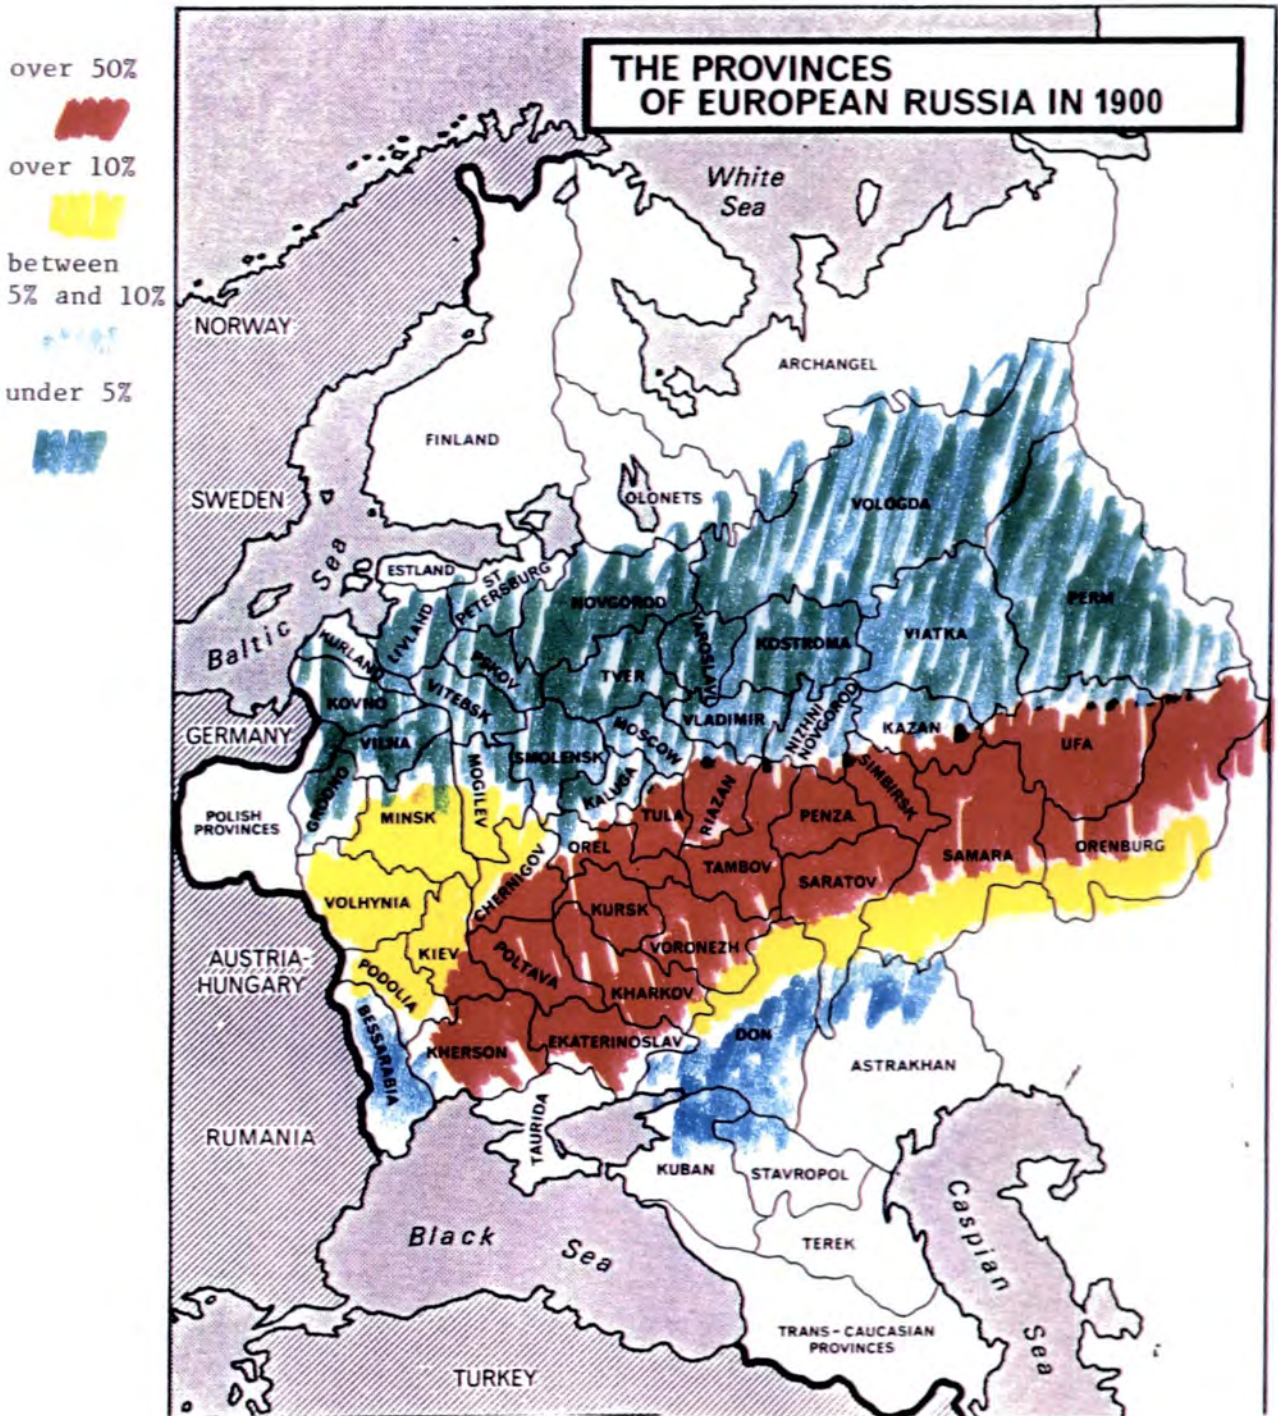 over 50%
over 10%
between
5% and 10%
under 5%
THE PROVINCES
OF EUROPEAN RUSSIA IN 1900
White
Sea
NORWAY
ARCHANGEL
FINLAND
SWEDEN
OLONETS
VOLOGDA
Baltic Sea
ESTLAND
ST
PETERSBURG
NOVGOROD
PERM
LIVLAND
KURLAND
PSKOV
TVER
YAROSLAVL
KOSTROMA
VIATKA
KOVNO
VITEBSK
VILNA
MOSCOW
VLADIMIR
NIZHNI
NOVGOROD
KAZAN
UFA
GERMANY
SMOLENSK
MOGILEV
KALUGA
GRODNO
POLISH
PROVINCES
MINSK
TULA
RIAZAN
PENZA
SIMBIRSK
OREL
CHERNIGOV
TAMBOV
SARATOV
SAMARA
ORENBURG
VOLHYNIA
KURSK
VORONEZH
KIEV
POLTAVA
KHARKOV
AUSTRIA-
HUNGARY
PODOLIA
BESSARABIA
KHERSON
EKATERINOSLAV
DON
ASTRAKHAN
TAURIDA
RUMANIA
KUBAN
STAVROPOL
TEREK
Black Sea
Caspian Sea
TRANS-CAUCASIAN
PROVINCES
TURKEY